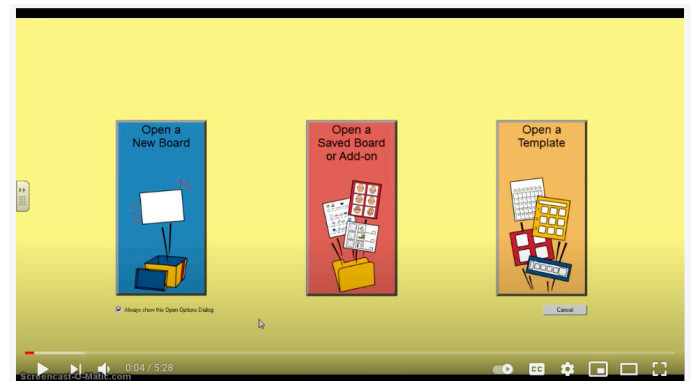 Open a
New Board
Open a
Saved Board
or Add-on
Open a
Template
Always show this Open Options Dialog
Cancel
0:04 / 5:28
CC
Screencast-O-Matic.com